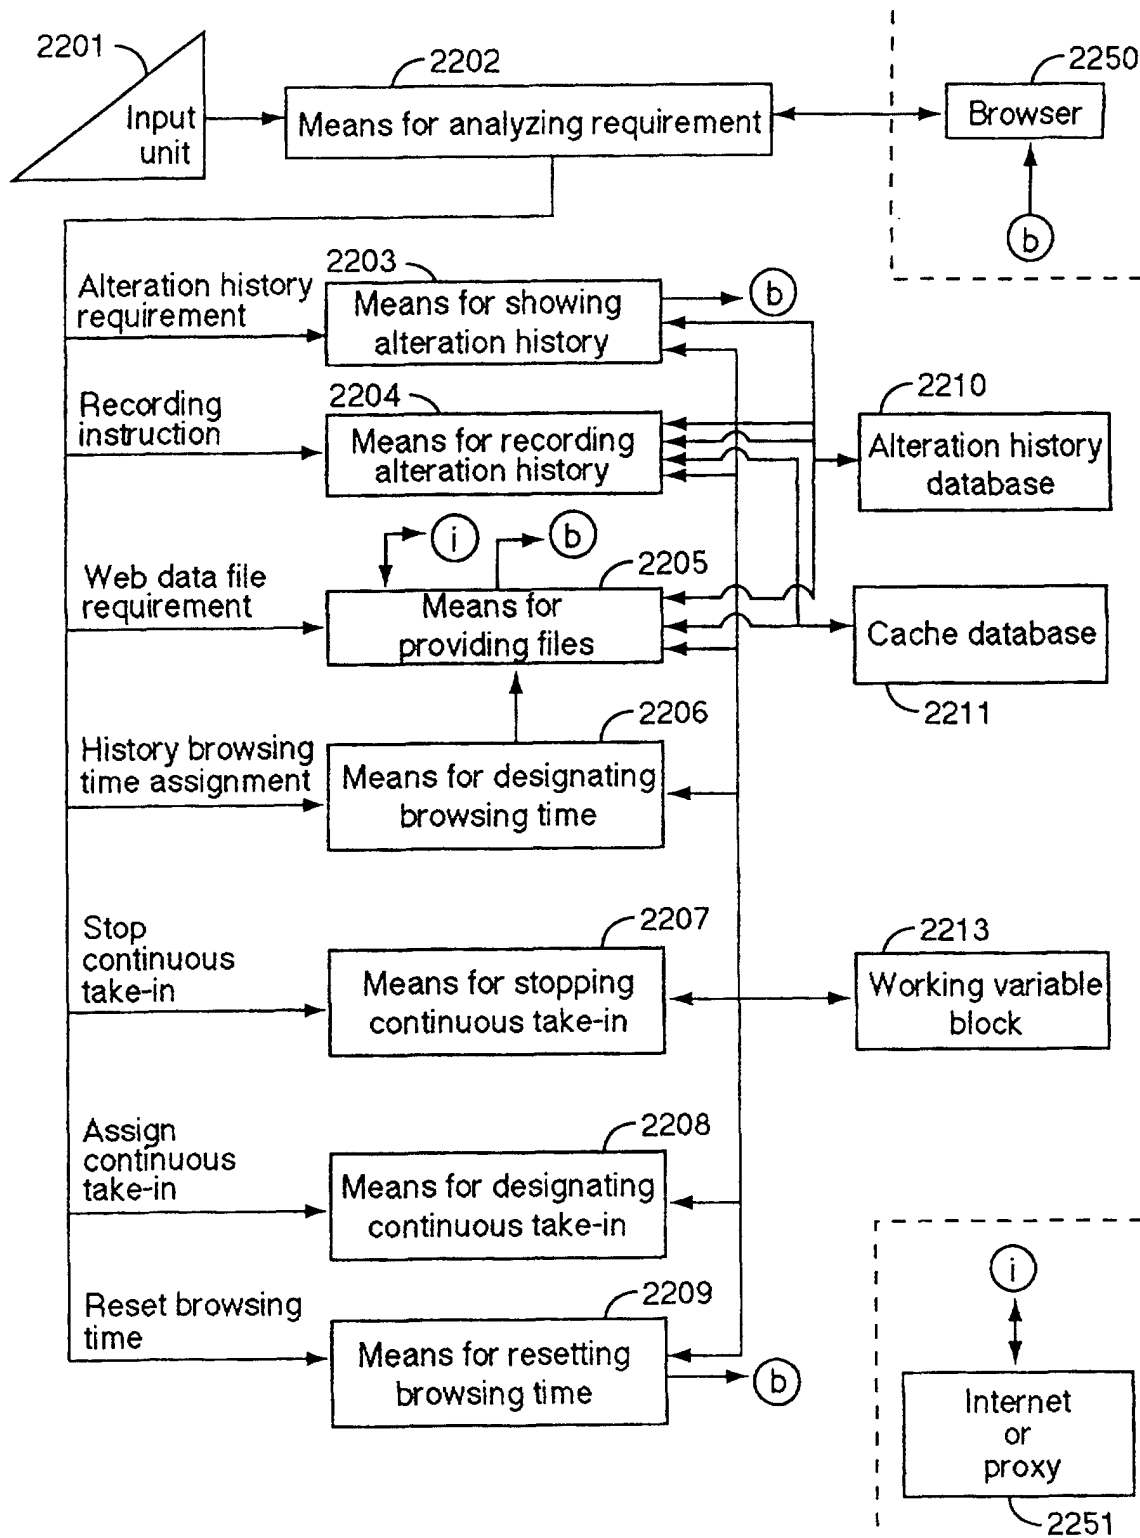 2201
Input
unit
2202
Means for analyzing requirement
2250
Browser
b
Alteration history
requirement
2203
Means for showing
alteration history
b
Recording
instruction
2204
Means for recording
alteration history
2210
Alteration history
database
i
b
Web data file
requirement
2205
Means for
providing files
Cache database
2211
History browsing
time assignment
2206
Means for designating
browsing time
Stop
continuous
take-in
2207
Means for stopping
continuous take-in
2213
Working variable
block
Assign
continuous
take-in
2208
Means for designating
continuous take-in
Reset browsing
time
2209
Means for resetting
browsing time
b
i
Internet
or
proxy
2251